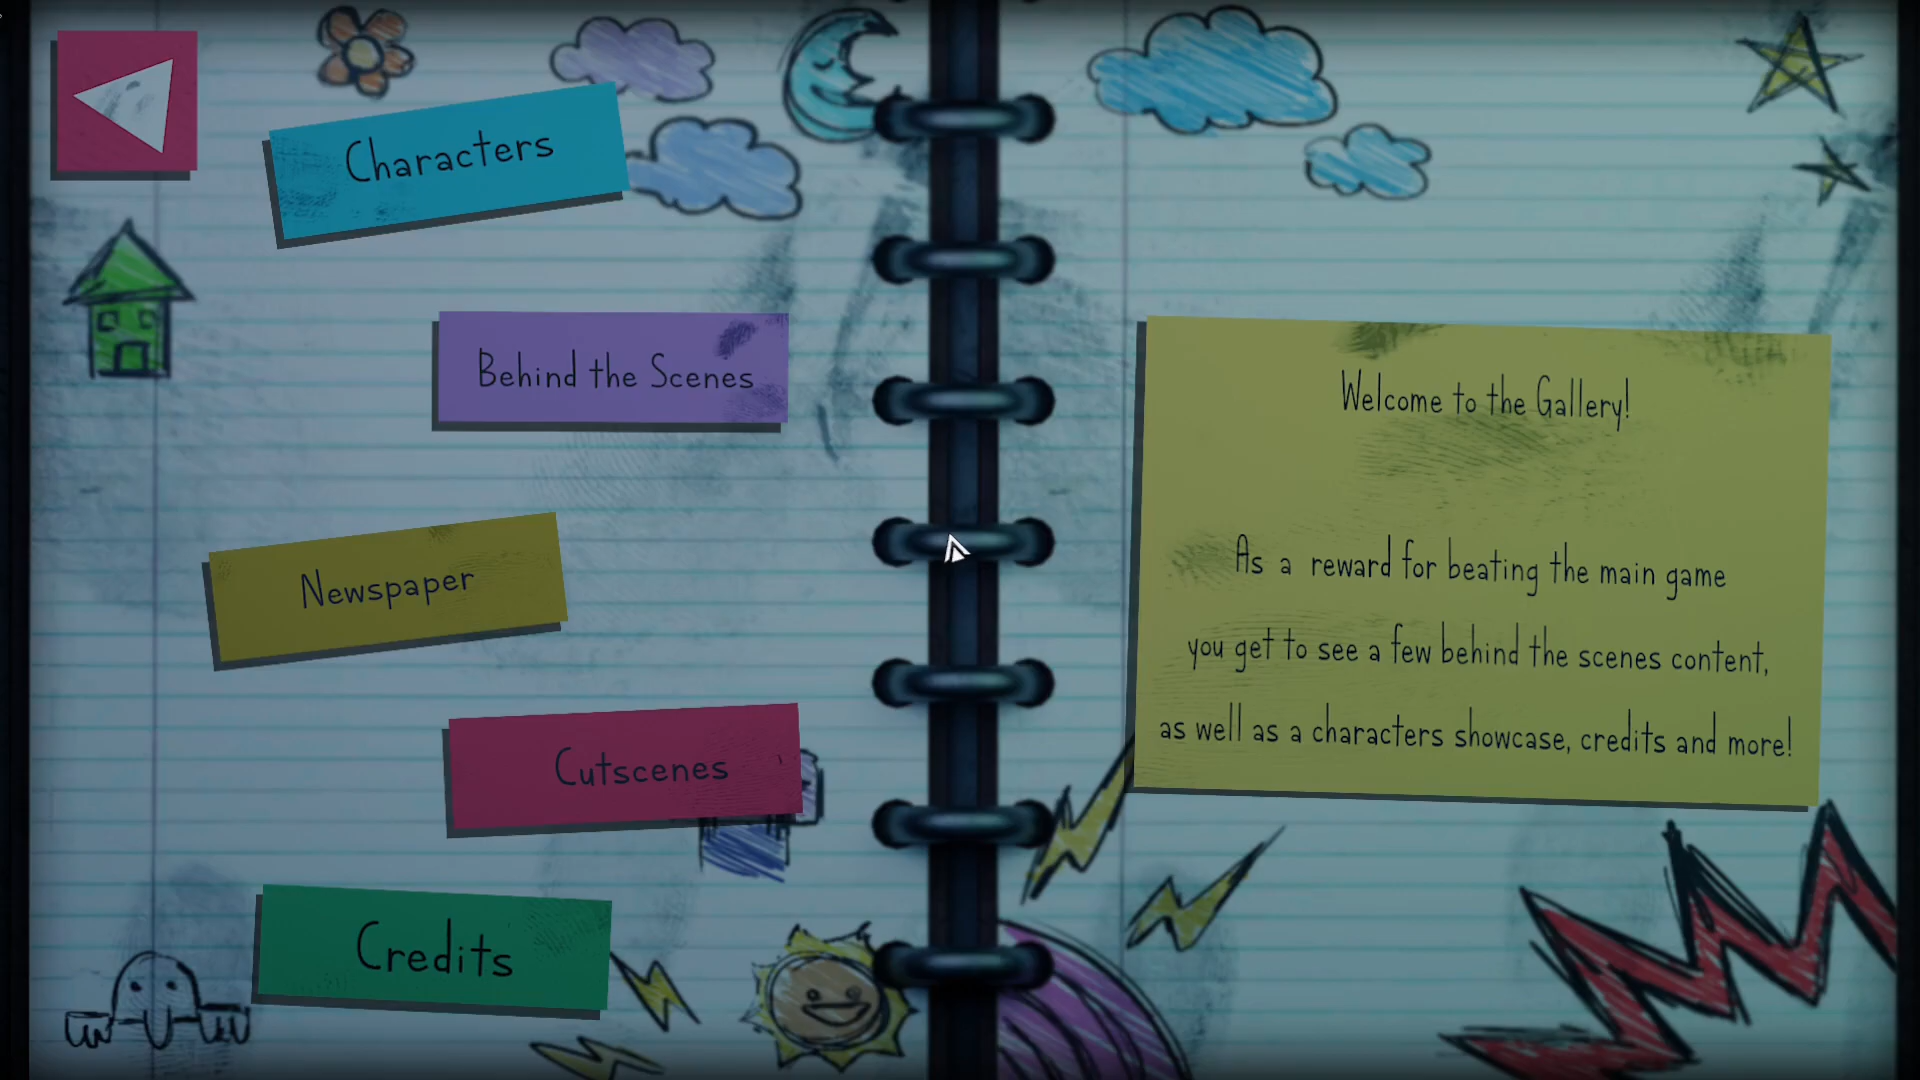 Characters
Behind the Scenes
Newspaper
Cutscenes
Credits
Welcome to the Gallery!
As a reward for beating the main game
you get to see a few behind the scenes content,
as well as a characters showcase, credits and more!